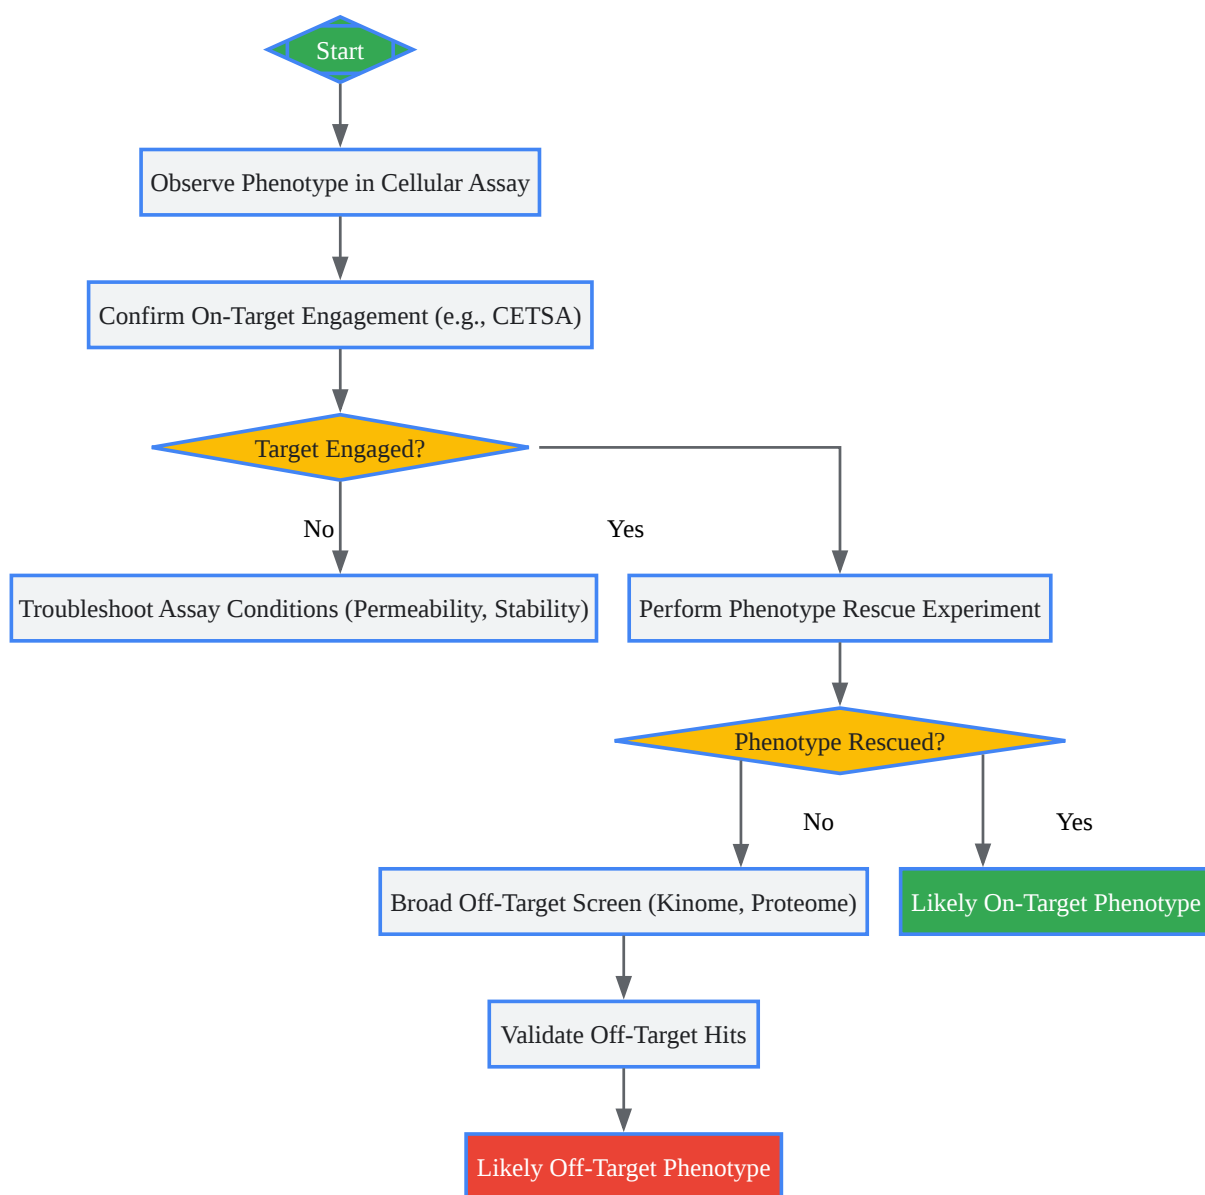 Start
Observe Phenotype in Cellular Assay
Confirm On-Target Engagement (e.g., CETSA)
Target Engaged?
No
Yes
Troubleshoot Assay Conditions (Permeability, Stability)
Perform Phenotype Rescue Experiment
Phenotype Rescued?
No
Yes
Broad Off-Target Screen (Kinome, Proteome)
Likely On-Target Phenotype
Validate Off-Target Hits
Likely Off-Target Phenotype